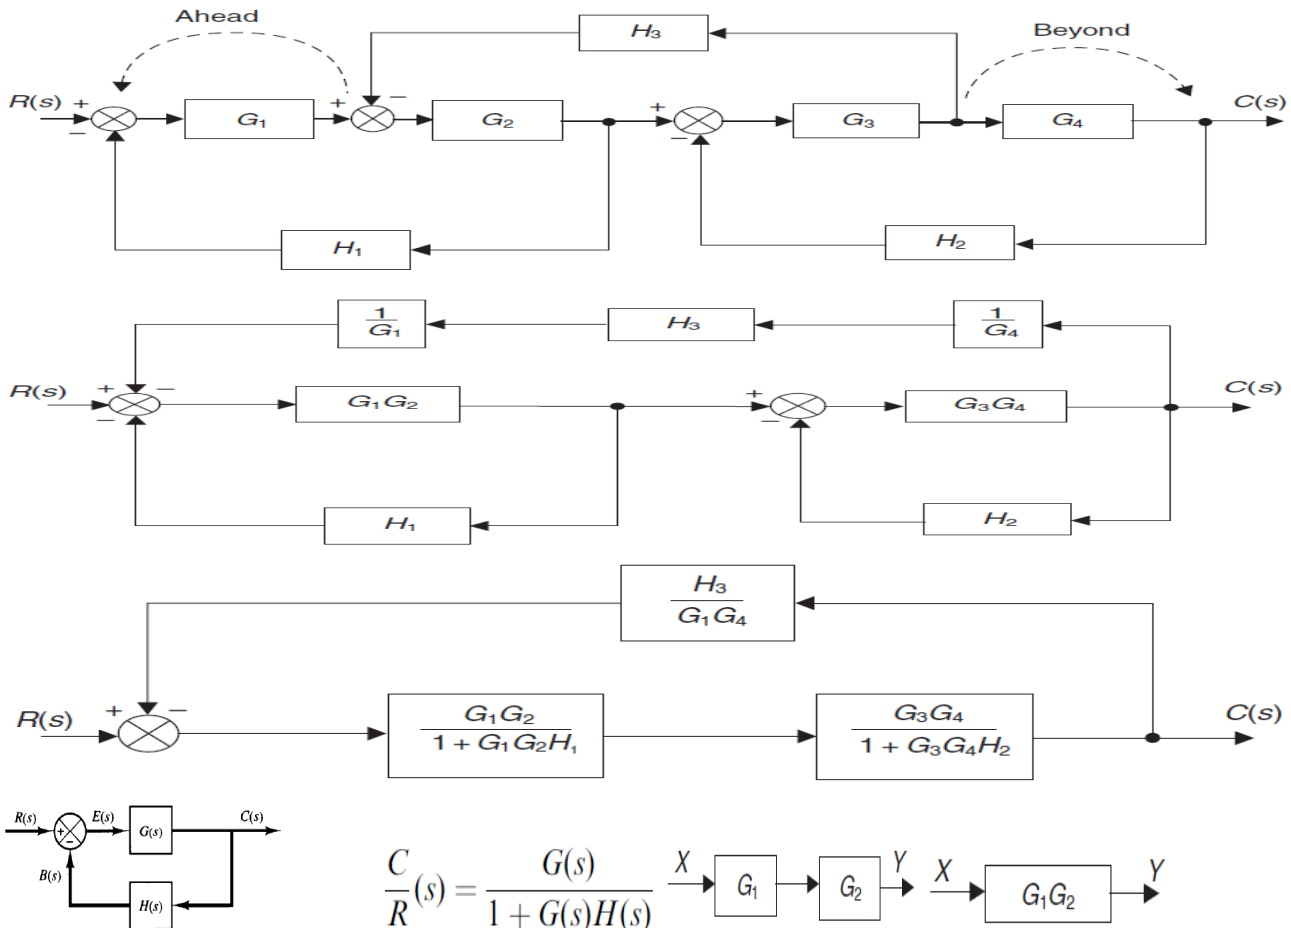 Ahead
H₃
Beyond
R(s) + − G₁ + − G₂ + − G₃ G₄ C(s)
H₁ H₂
1/G₁ H₃ 1/G₄
R(s) + − − G₁G₂ + − G₃G₄ C(s)
H₁ H₂
H₃/G₁G₄
R(s) + − G₁G₂/1 + G₁G₂H₁ G₃G₄/1 + G₃G₄H₂ C(s)
R(s) + − E(s) G(s) C(s)
B(s) H(s)
C/R (s) = G(s)/1 + G(s)H(s)
X G₁ G₂ Y X G₁G₂ Y